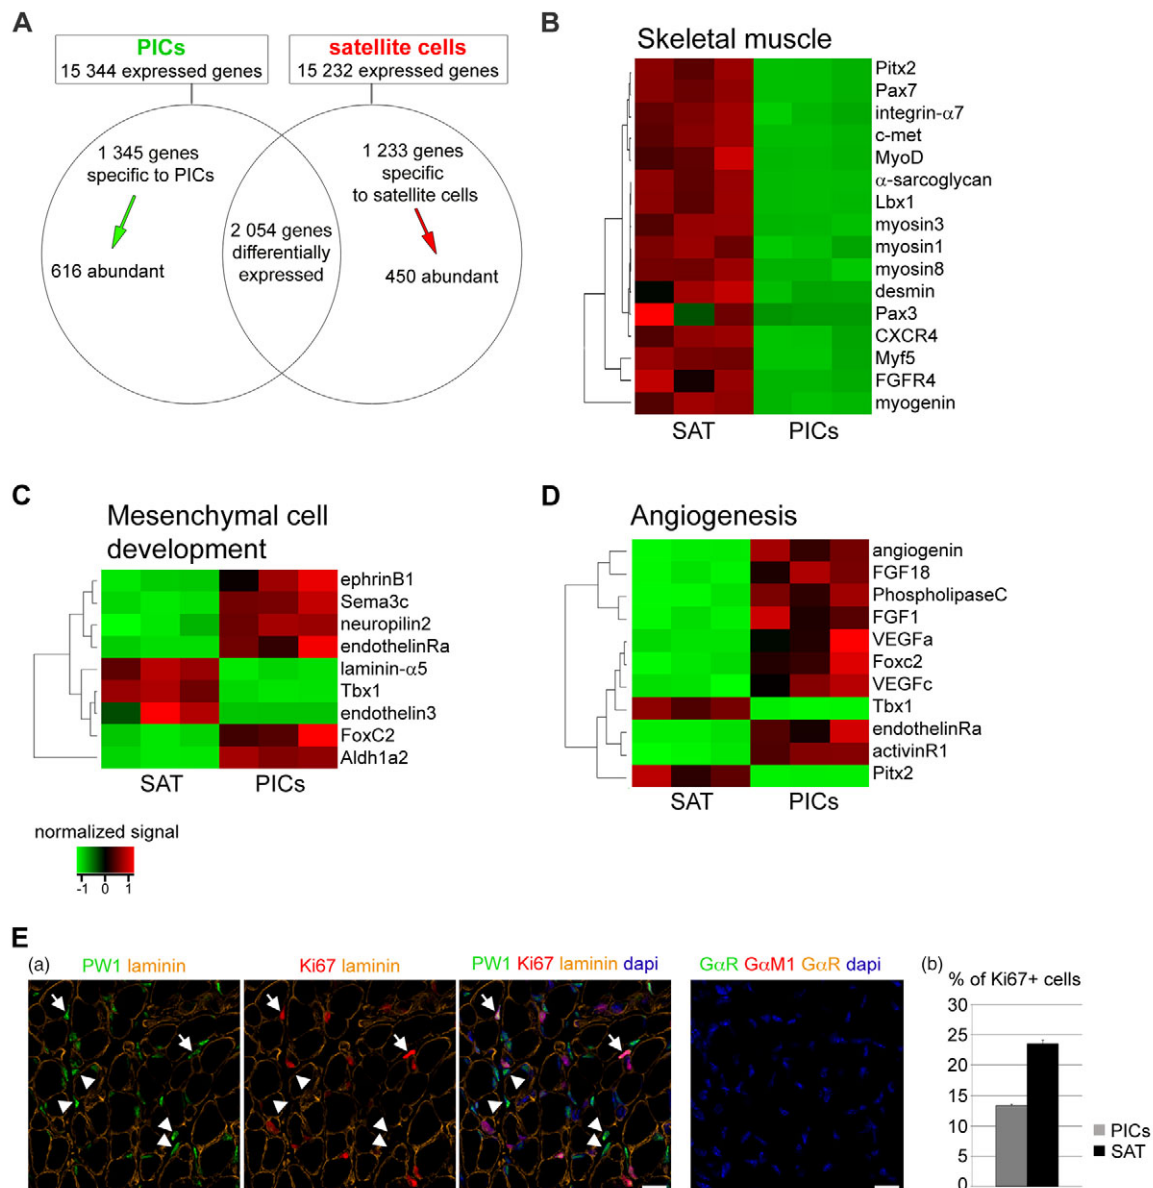 A
PICs
15 344 expressed genes
satellite cells
15 232 expressed genes
1 345 genes
specific to PICs
616 abundant
2 054 genes
differentially
expressed
1 233 genes
specific
to satellite cells
450 abundant
B
Skeletal muscle
Pitx2
Pax7
integrin-α7
c-met
MyoD
α-sarcoglycan
Lbx1
myosin3
myosin1
myosin8
desmin
Pax3
CXCR4
Myf5
FGFR4
myogenin
SAT PICs
C
Mesenchymal cell
development
ephrinB1
Sema3c
neuropilin2
endothelinRa
laminin-α5
Tbx1
endothelin3
FoxC2
Aldh1a2
SAT PICs
normalized signal
-1 0 1
D
Angiogenesis
angiogenin
FGF18
PhospholipaseC
FGF1
VEGFa
Foxc2
VEGFc
Tbx1
endothelinRa
activinR1
Pitx2
SAT PICs
E
(a)
PW1 laminin
Ki67 laminin
PW1 Ki67 laminin dapi
GαR GαM1 GαR dapi
(b)
% of Ki67+ cells
30
25
20
15
10
5
0
PICs
SAT